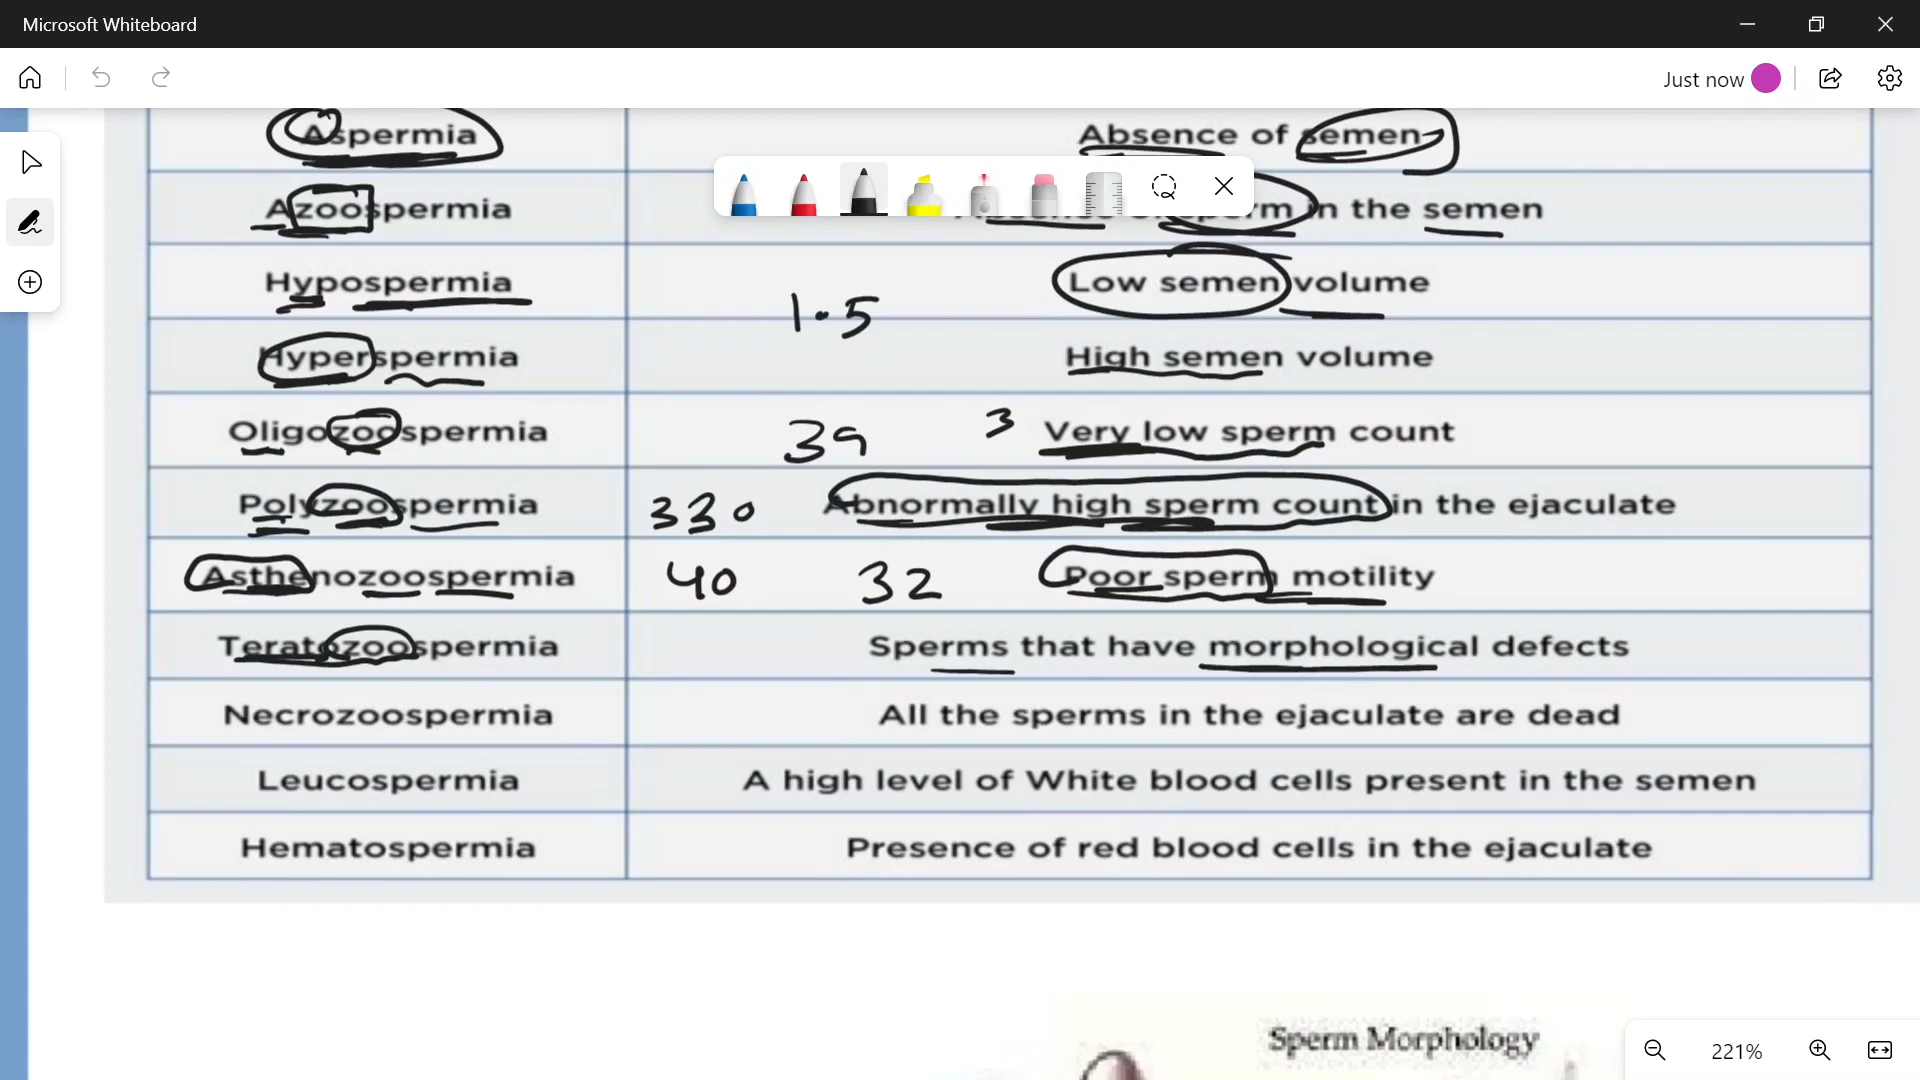 Microsoft Whiteboard
Just now
Aspermia Absence of semen
Azoospermia in the semen
Hypospermia Low semen volume
1.5
Hyperspermia High semen volume
Oligozoospermia 39 3 Very low sperm count
Polyzoospermia 330 Abnormally high sperm count in the ejaculate
Asthenozoospermia 40 32 Poor sperm motility
Teratozoospermia Sperms that have morphological defects
Necrozoospermia All the sperms in the ejaculate are dead
Leucospermia A high level of White blood cells present in the semen
Hematospermia Presence of red blood cells in the ejaculate
Sperm Morphology
221%